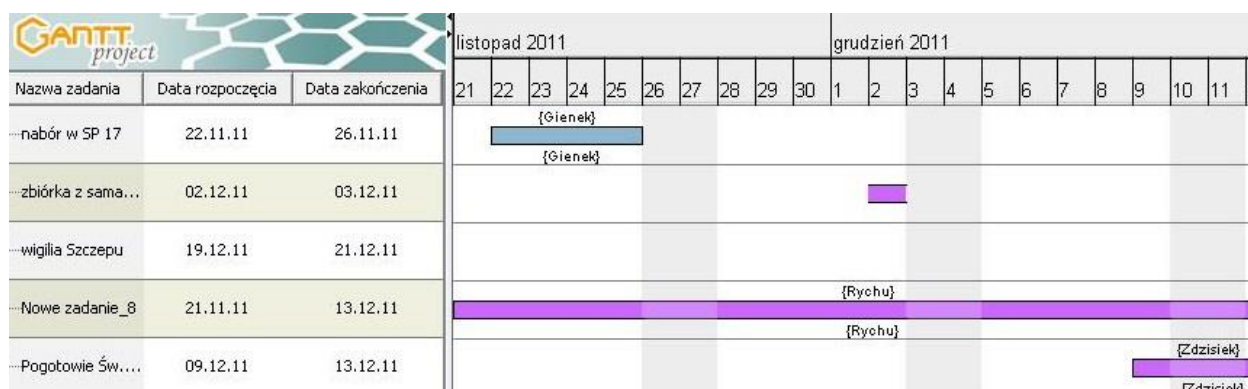 GANTT
project
listopad 2011 grudzień 2011
Nazwa zadania Data rozpoczęcia Data zakończenia 21 22 23 24 25 26 27 28 29 30 1 2 3 4 5 6 7 8 9 10 11
nabór w SP 17 22.11.11 26.11.11
{Gienek}
{Gienek}
zbiórka z sama... 02.12.11 03.12.11
wigilia Szczepu 19.12.11 21.12.11
Nowe zadanie_8 21.11.11 13.12.11
{Rychu}
{Rychu}
Pogotowie Św.... 09.12.11 13.12.11
{Zdzisiek}
{Zdzisiek}